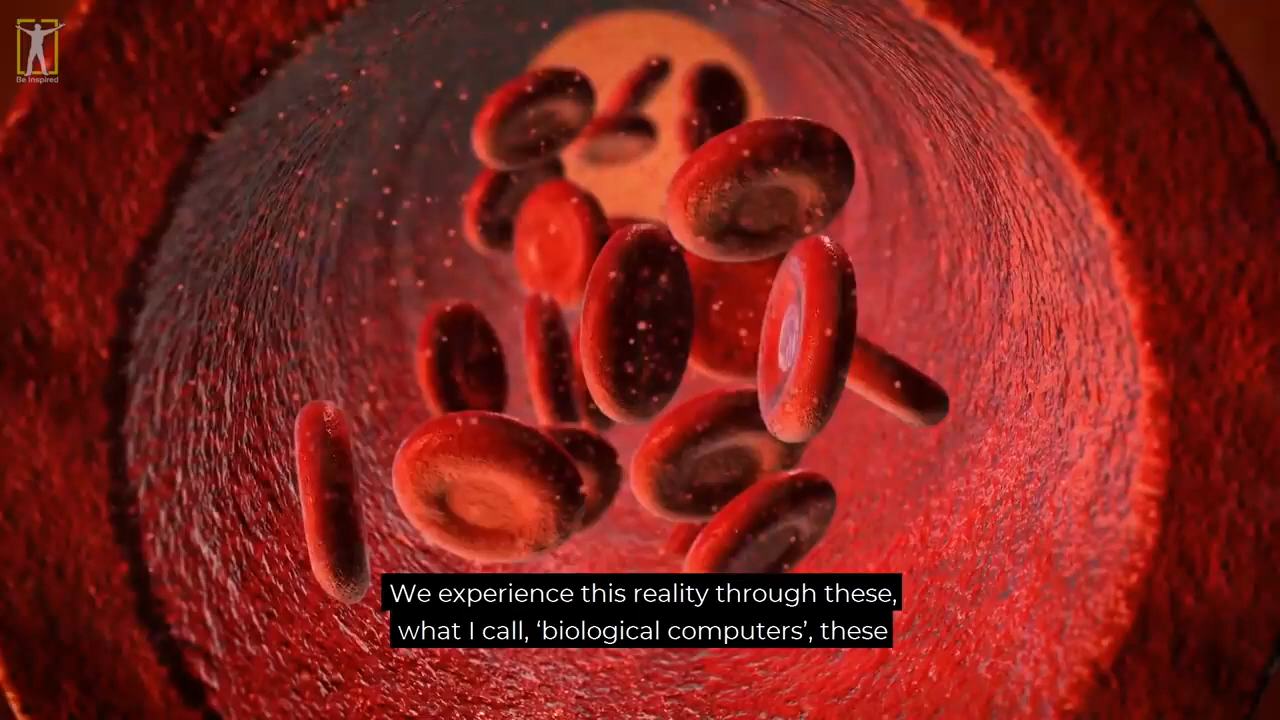 Be Inspired
We experience this reality through these,
what I call, ‘biological computers’, these